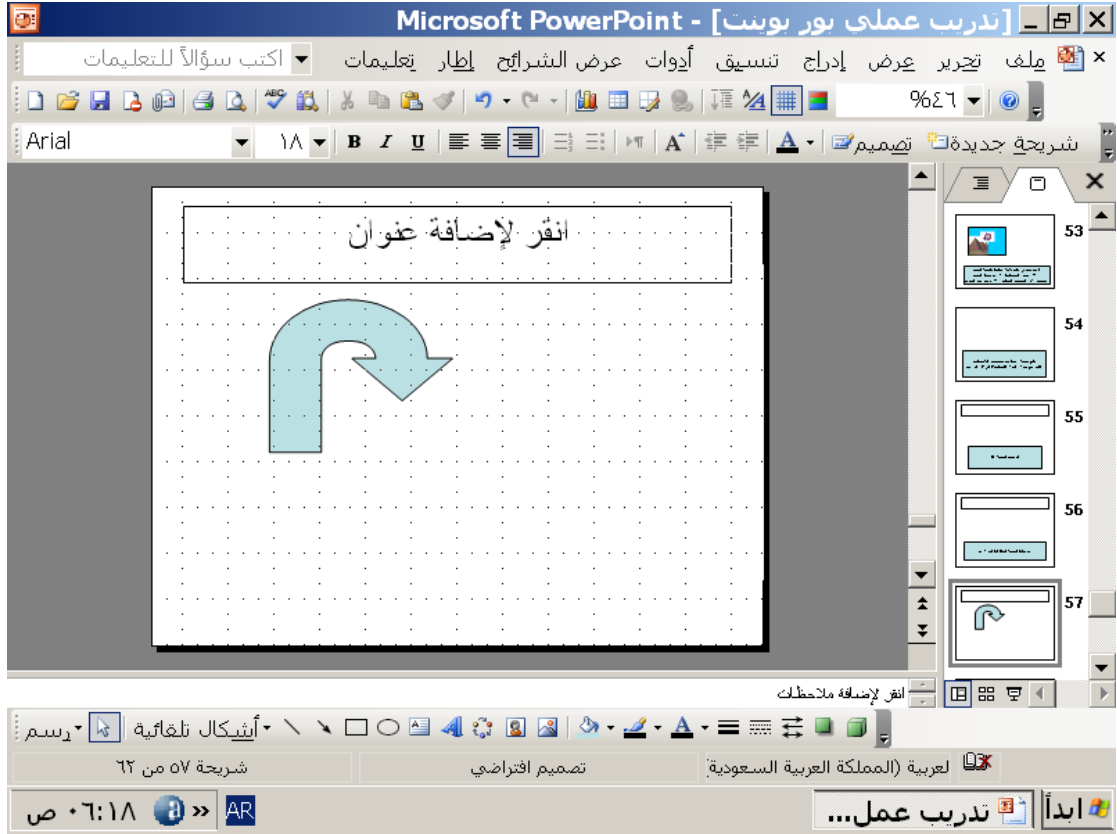 Microsoft PowerPoint - [تدريب عملي بور بوينت]
ملف تحرير عرض إدراج تنسيق أدوات عرض الشرائح إطار تعليمات اكتب سؤالاً للتعليمات
%٤٦
Arial ١٨ B I U A A تصميم شريحة جديدة
انقر لإضافة عنوان
53
54
55
56
57
انقر لإضافة ملاحظات
رسم أشكال تلقائية A
شريحة ٥٧ من ٦٢ تصميم افتراضي لعربية (المملكة العربية السعودية
ابدأ تدريب عمل... AR » ٠٦:١٨ ص